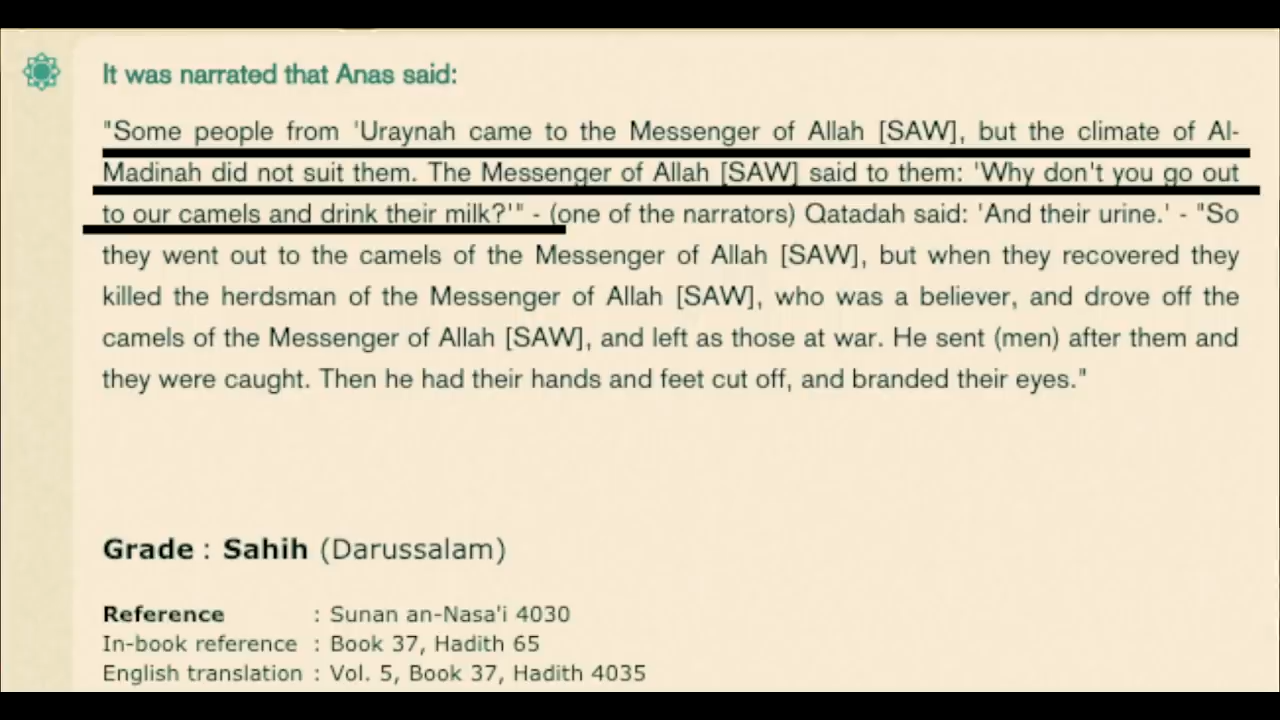 It was narrated that Anas said:
"Some people from 'Uraynah came to the Messenger of Allah [SAW], but the climate of Al-
Madinah did not suit them. The Messenger of Allah [SAW] said to them: 'Why don't you go out
to our camels and drink their milk?'" - (one of the narrators) Qatadah said: 'And their urine.' - "So
they went out to the camels of the Messenger of Allah [SAW], but when they recovered they
killed the herdsman of the Messenger of Allah [SAW], who was a believer, and drove off the
camels of the Messenger of Allah [SAW], and left as those at war. He sent (men) after them and
they were caught. Then he had their hands and feet cut off, and branded their eyes."
Grade : Sahih (Darussalam)
Reference : Sunan an-Nasa'i 4030
In-book reference : Book 37, Hadith 65
English translation : Vol. 5, Book 37, Hadith 4035